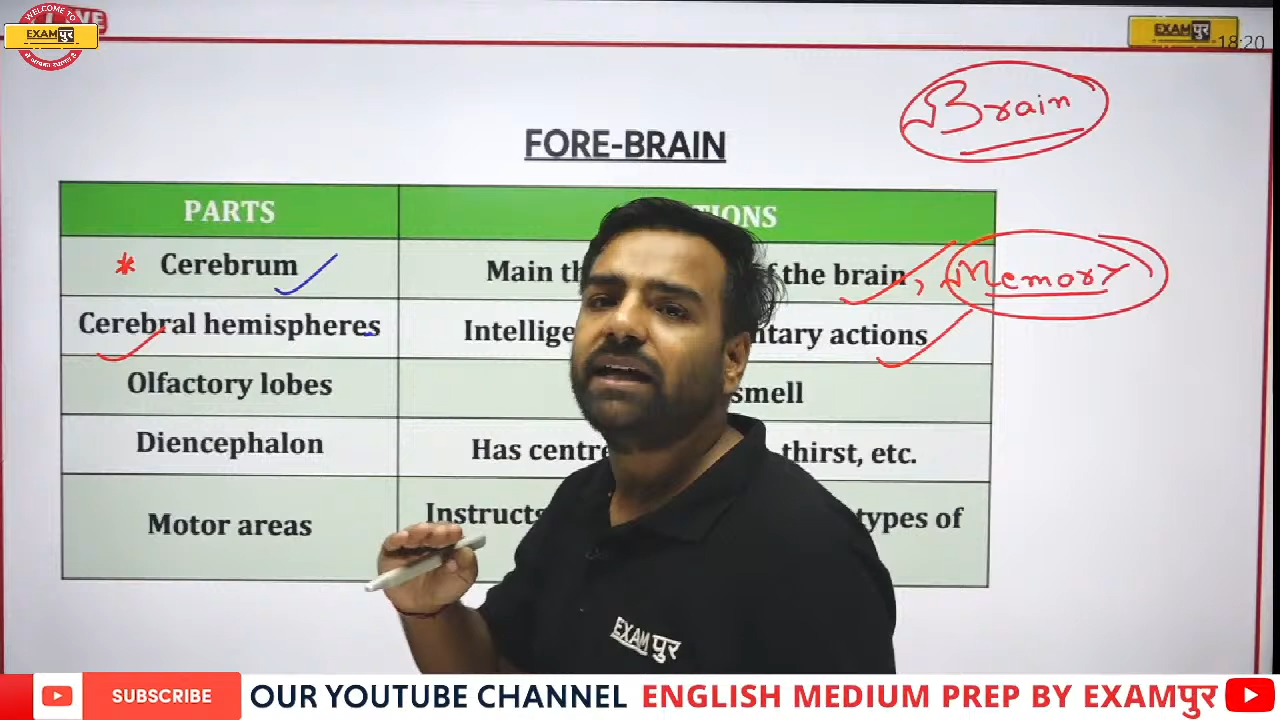 WELCOME TO
LIVE
EXAMपुर
EXAMपुर
18:20
Brain
FORE-BRAIN
PARTS
TIONS
* Cerebrum
Main th
f the brain, Memory
Cerebral hemispheres
Intellige
ntary actions
Olfactory lobes
smell
Diencephalon
Has centre
thirst, etc.
Motor areas
Instructs
types of
EXAMपुर
SUBSCRIBE
OUR YOUTUBE CHANNEL ENGLISH MEDIUM PREP BY EXAMपुर